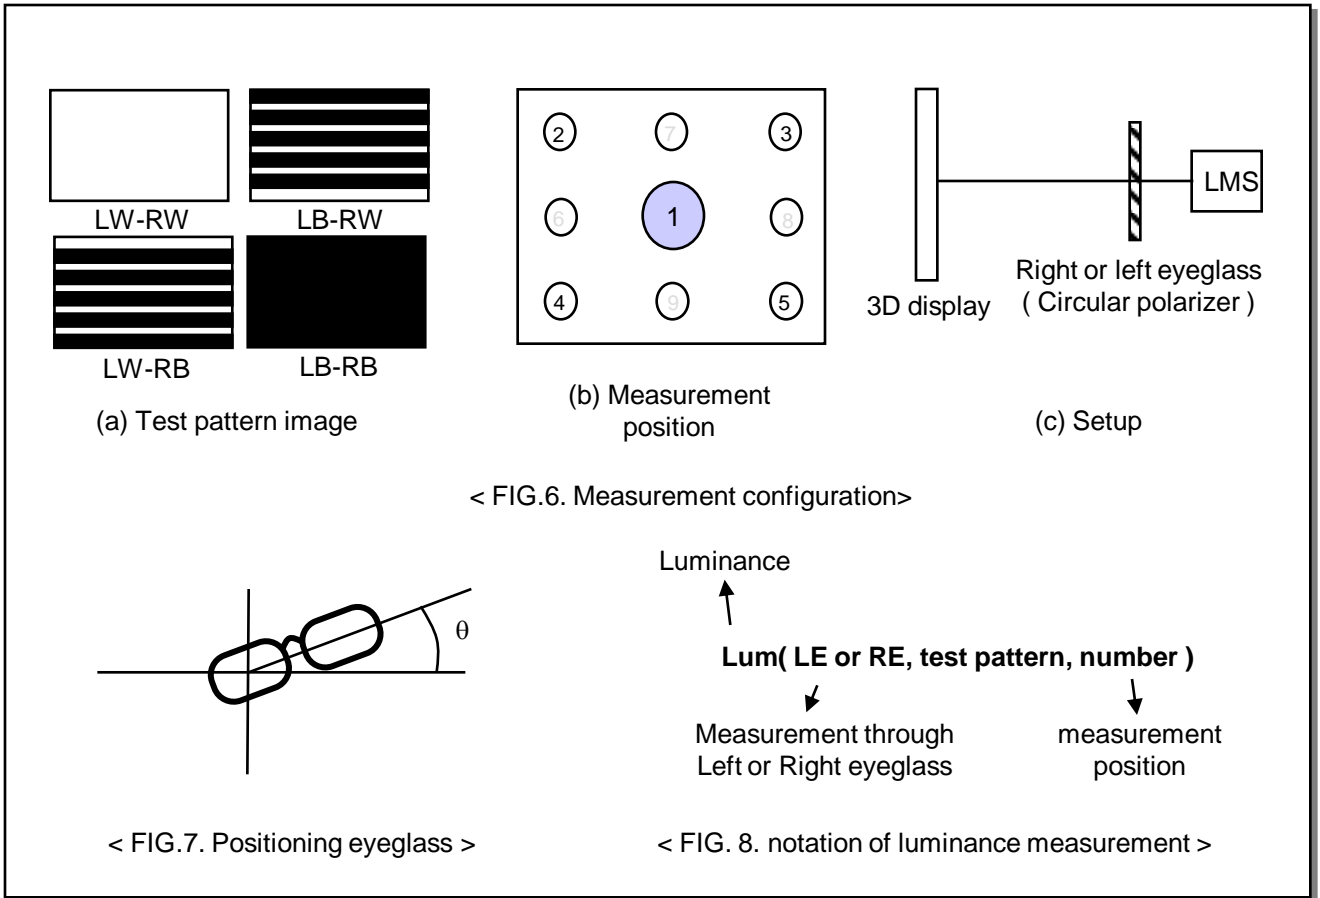 LW-RW
LB-RW
LW-RB
LB-RB
(a) Test pattern image
2
7
3
6
1
8
4
9
5
(b) Measurement
position
3D display
LMS
Right or left eyeglass
( Circular polarizer )
(c) Setup
< FIG.6. Measurement configuration>
θ
< FIG.7. Positioning eyeglass >
Luminance
Lum( LE or RE, test pattern, number )
Measurement through
Left or Right eyeglass
measurement
position
< FIG. 8. notation of luminance measurement >